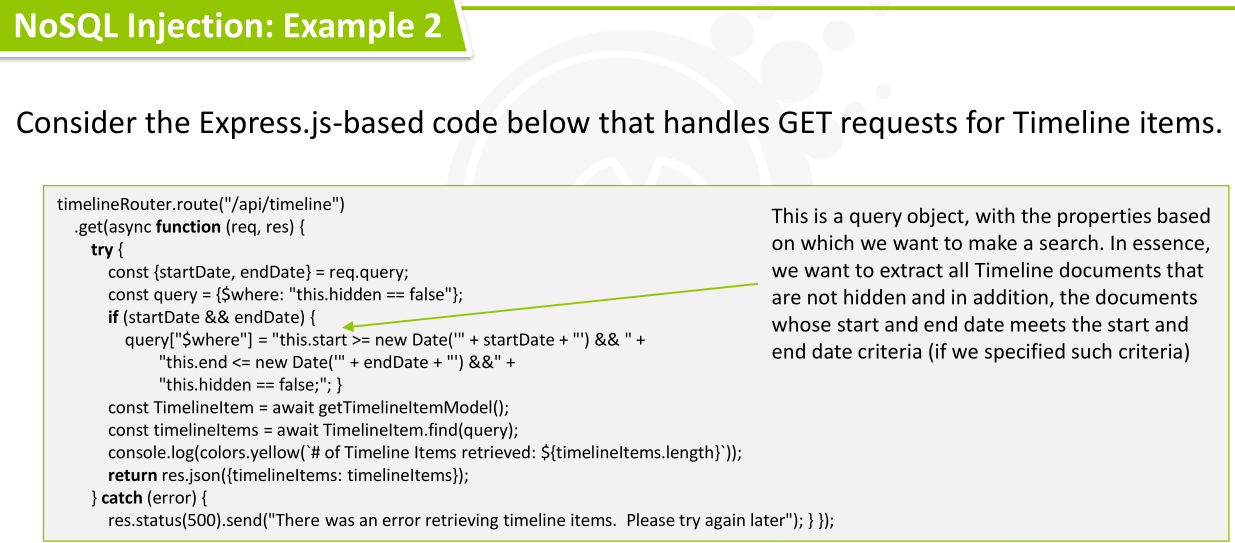 NoSQL Injection: Example 2
Consider the Express.js-based code below that handles GET requests for Timeline items.
timelineRouter.route("/api/timeline")
.get(async function (req, res) {
try {
const {startDate, endDate} = req.query;
const query = {$where: "this.hidden == false"};
if (startDate && endDate) {
query["$where"] = "this.start >= new Date('" + startDate + "') && " +
"this.end <= new Date('" + endDate + "') &&" +
"this.hidden == false;"; }
const TimelineItem = await getTimelineItemModel();
const timelineItems = await TimelineItem.find(query);
console.log(colors.yellow(`# of Timeline Items retrieved: ${timelineItems.length}`));
return res.json({timelineItems: timelineItems});
} catch (error) {
res.status(500).send("There was an error retrieving timeline items.  Please try again later"); } });
This is a query object, with the properties based
on which we want to make a search. In essence,
we want to extract all Timeline documents that
are not hidden and in addition, the documents
whose start and end date meets the start and
end date criteria (if we specified such criteria)